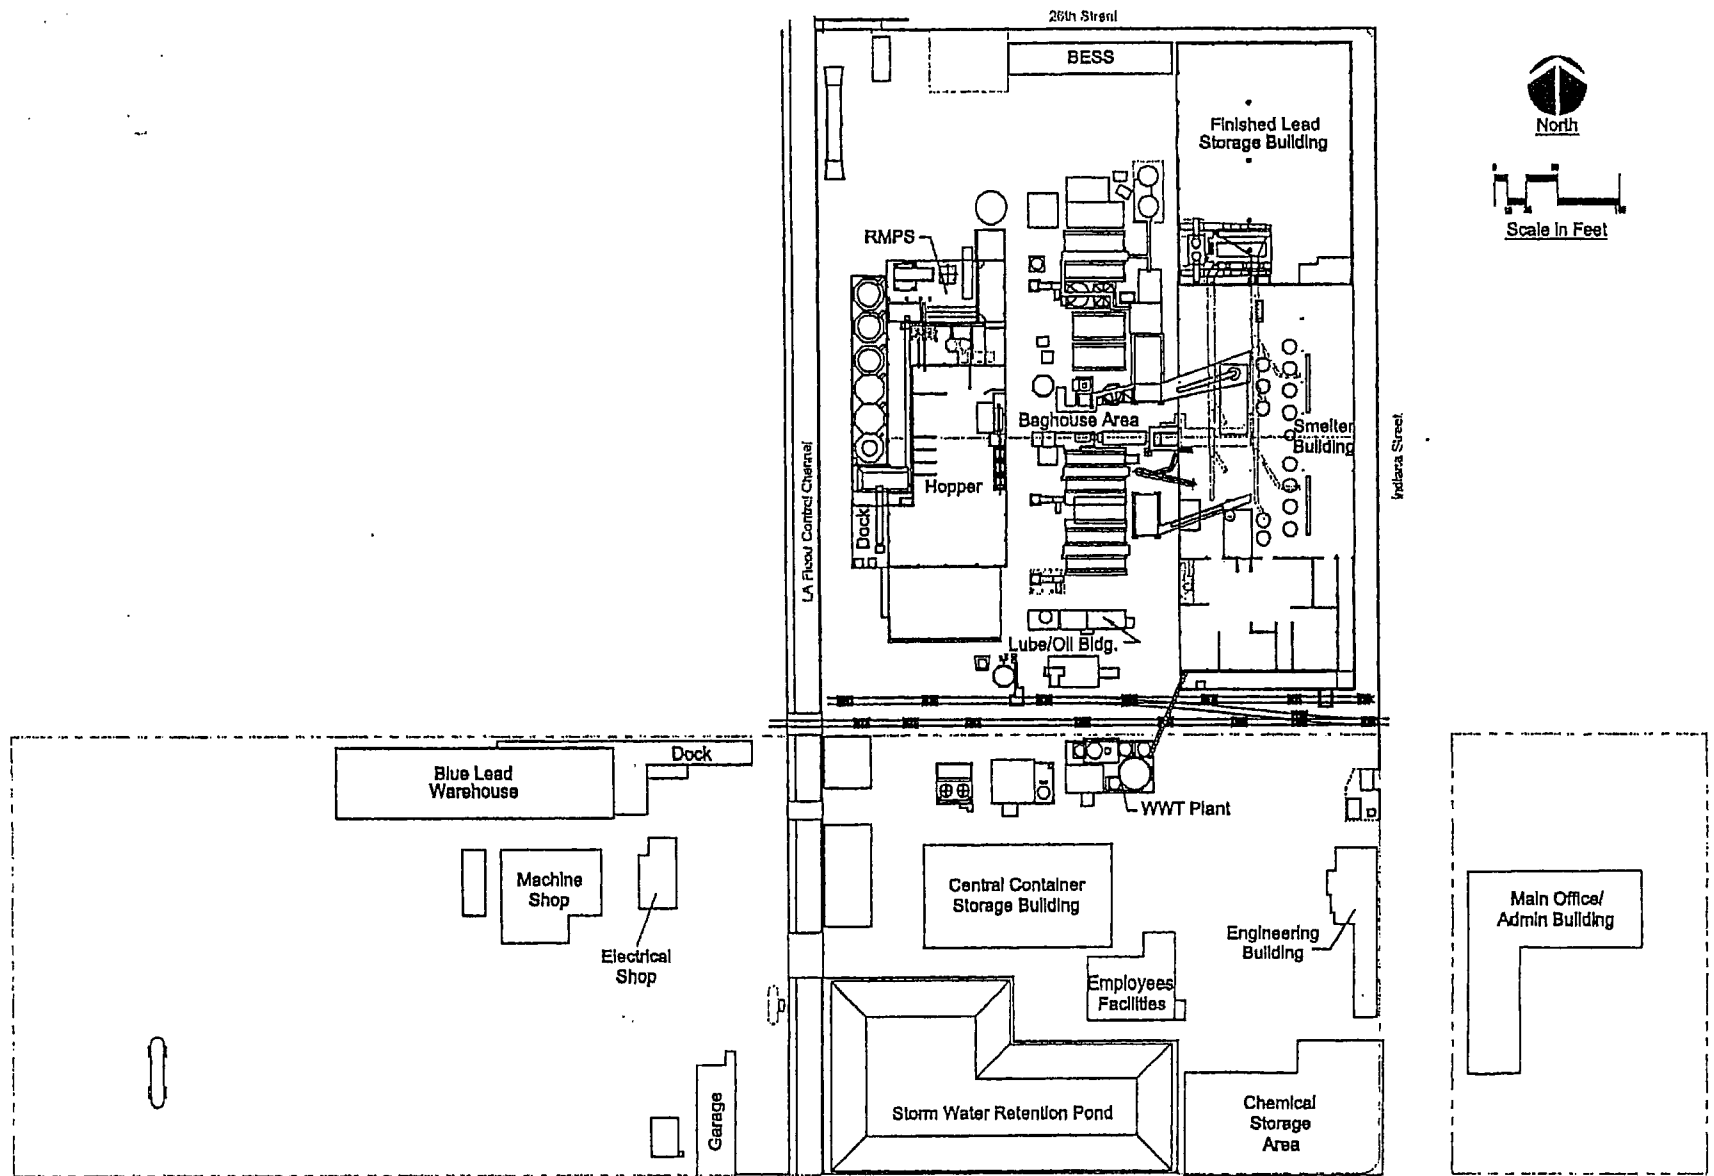 26th Street
BESS
North
Finished Lead
Storage Building
Scale in Feet
RMPS
Baghouse Area
Smelter
Building
Indiana Street
LA Flood Control Channel
Hopper
Dock
Lube/Oil Bldg.
Dock
Blue Lead
Warehouse
WWT Plant
Machine
Shop
Central Container
Storage Building
Main Office/
Admin Building
Engineering
Building
Electrical
Shop
Employees
Facilities
Garage
Storm Water Retention Pond
Chemical
Storage
Area